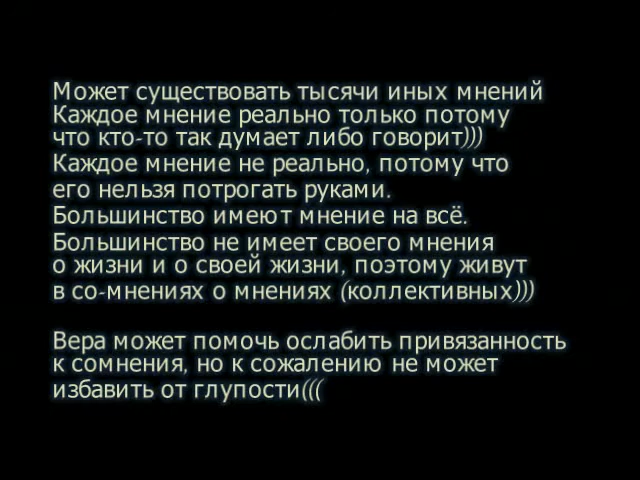 Может существовать тысячи иных мнений
Каждое мнение реально только потому
что кто-то так думает либо говорит)))
Каждое мнение не реально, потому что
его нельзя потрогать руками.
Большинство имеют мнение на всё.
Большинство не имеет своего мнения
о жизни и о своей жизни, поэтому живут
в со-мнениях о мнениях (коллективных)))
Вера может помочь ослабить привязанность
к сомнения, но к сожалению не может
избавить от глупости(((